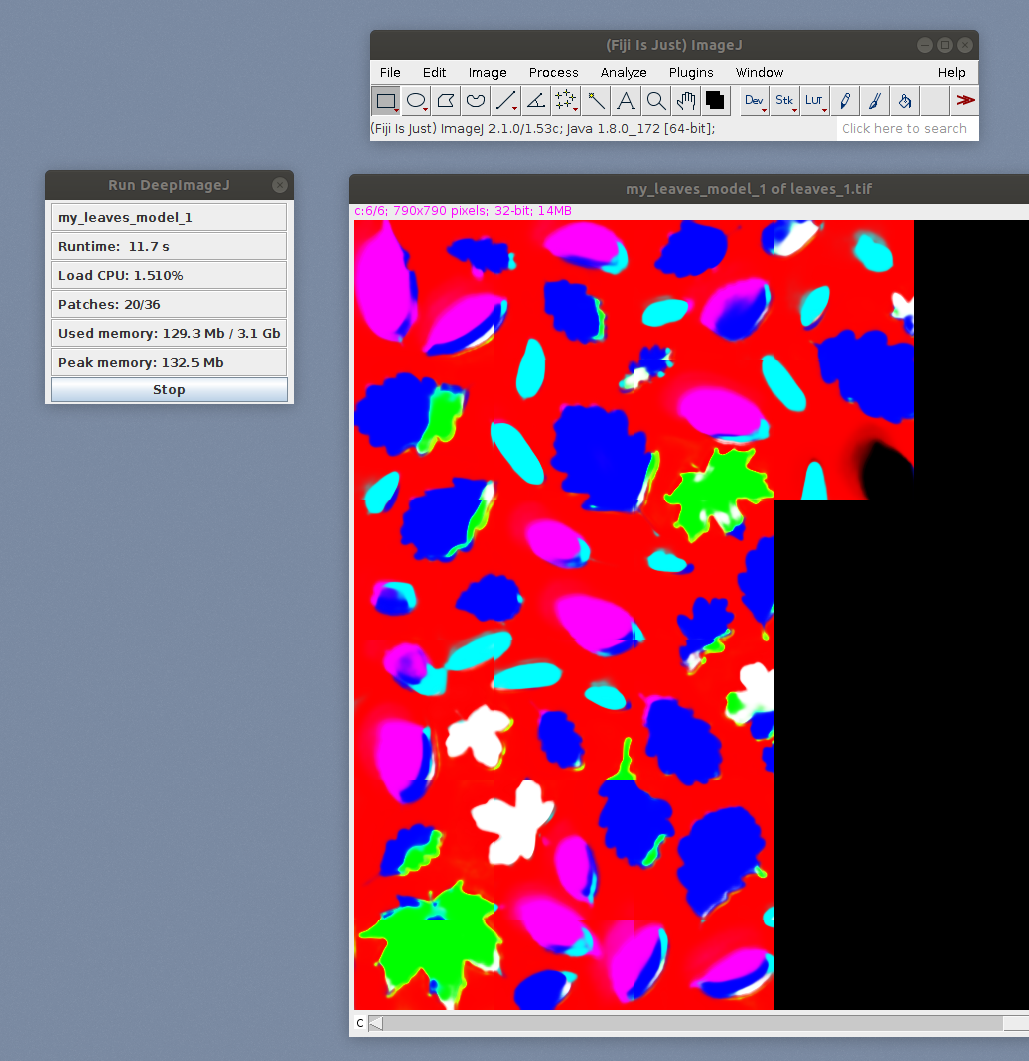 (Fiji Is Just) ImageJ
File Edit Image Process Analyze Plugins Window Help
A Dev Stk LUT
(Fiji Is Just) ImageJ 2.1.0/1.53c; Java 1.8.0_172 [64-bit]; Click here to search
Run DeepImageJ
my_leaves_model_1
Runtime: 11.7 s
Load CPU: 1.510%
Patches: 20/36
Used memory: 129.3 Mb / 3.1 Gb
Peak memory: 132.5 Mb
Stop
my_leaves_model_1 of leaves_1.tif
c:6/6; 790x790 pixels; 32-bit; 14MB
C